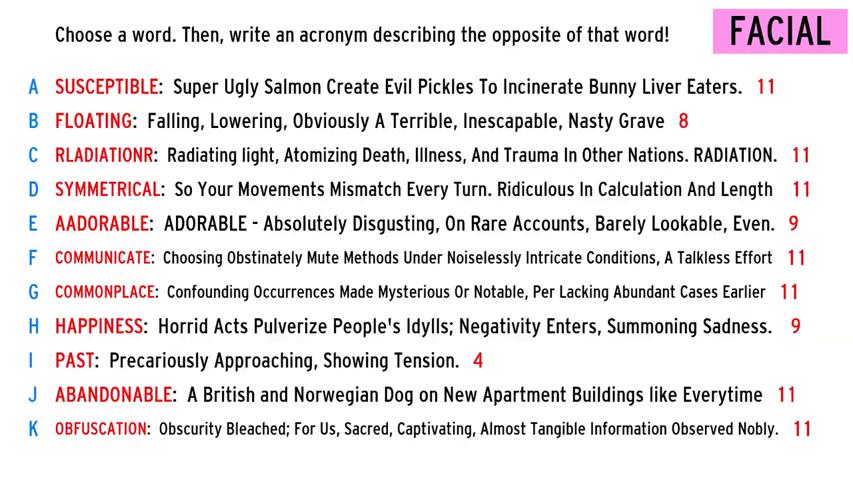 Choose a word. Then, write an acronym describing the opposite of that word!
FACIAL
A SUSCEPTIBLE: Super Ugly Salmon Create Evil Pickles To Incinerate Bunny Liver Eaters. 11
B FLOATING: Falling, Lowering, Obviously A Terrible, Inescapable, Nasty Grave 8
C RLADIATIONR: Radiating light, Atomizing Death, Illness, And Trauma In Other Nations. RADIATION. 11
D SYMMETRICAL: So Your Movements Mismatch Every Turn. Ridiculous In Calculation And Length 11
E AADORABLE: ADORABLE - Absolutely Disgusting, On Rare Accounts, Barely Lookable, Even. 9
F COMMUNICATE: Choosing Obstinately Mute Methods Under Noiselessly Intricate Conditions, A Talkless Effort 11
G COMMONPLACE: Confounding Occurrences Made Mysterious Or Notable, Per Lacking Abundant Cases Earlier 11
H HAPPINESS: Horrid Acts Pulverize People's Idylls; Negativity Enters, Summoning Sadness. 9
I PAST: Precariously Approaching, Showing Tension. 4
J ABANDONABLE: A British and Norwegian Dog on New Apartment Buildings like Everytime 11
K OBFUSCATION: Obscurity Bleached; For Us, Sacred, Captivating, Almost Tangible Information Observed Nobly. 11